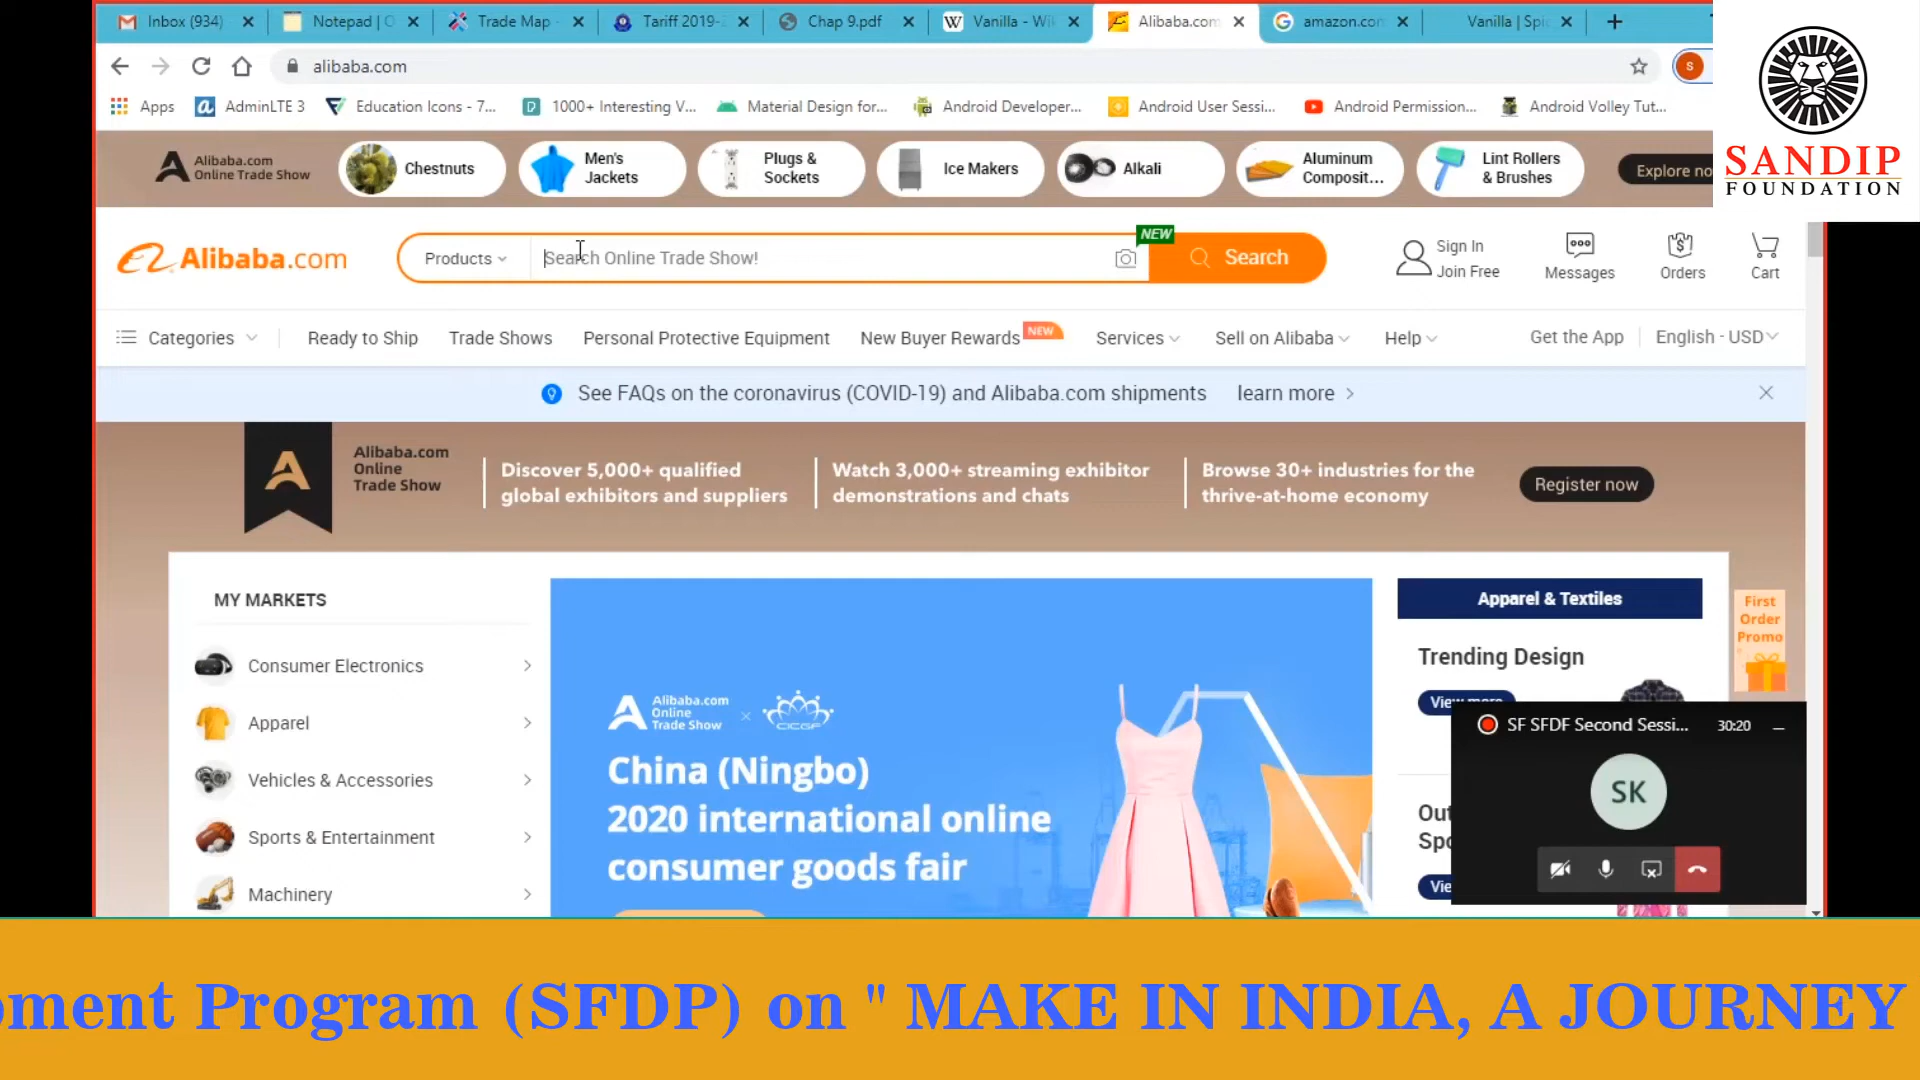 Inbox (934)
Notepad | O
Trade Map -
Tariff 2019-
Chap 9.pdf
Vanilla - Wi
Alibaba.com
amazon.com
Vanilla | Spic
alibaba.com
S
Apps
AdminLTE 3
Education Icons - 7...
1000+ Interesting V...
Material Design for...
Android Developer...
Android User Sessi...
Android Permission...
Android Volley Tut...
SANDIP
FOUNDATION
Alibaba.com
Online Trade Show
Chestnuts
Men's
Jackets
Plugs &
Sockets
Ice Makers
Alkali
Aluminum
Composit...
Lint Rollers
& Brushes
Explore no
Alibaba.com
Products
Search Online Trade Show!
NEW
Search
Sign In
Join Free
Messages
Orders
Cart
Categories
Ready to Ship
Trade Shows
Personal Protective Equipment
New Buyer Rewards
NEW
Services
Sell on Alibaba
Help
Get the App
English - USD
See FAQs on the coronavirus (COVID-19) and Alibaba.com shipments learn more
Alibaba.com
Online
Trade Show
Discover 5,000+ qualified
global exhibitors and suppliers
Watch 3,000+ streaming exhibitor
demonstrations and chats
Browse 30+ industries for the
thrive-at-home economy
Register now
MY MARKETS
Consumer Electronics
Apparel
Vehicles & Accessories
Sports & Entertainment
Machinery
Alibaba.com
Online
Trade Show
×
CICGF
China (Ningbo)
2020 international online
consumer goods fair
Apparel & Textiles
Trending Design
View more
Out
Spo
Vie
First
Order
Promo
SF SFDF Second Sessi...
30:20
SK
pment Program (SFDP) on " MAKE IN INDIA, A JOURNEY